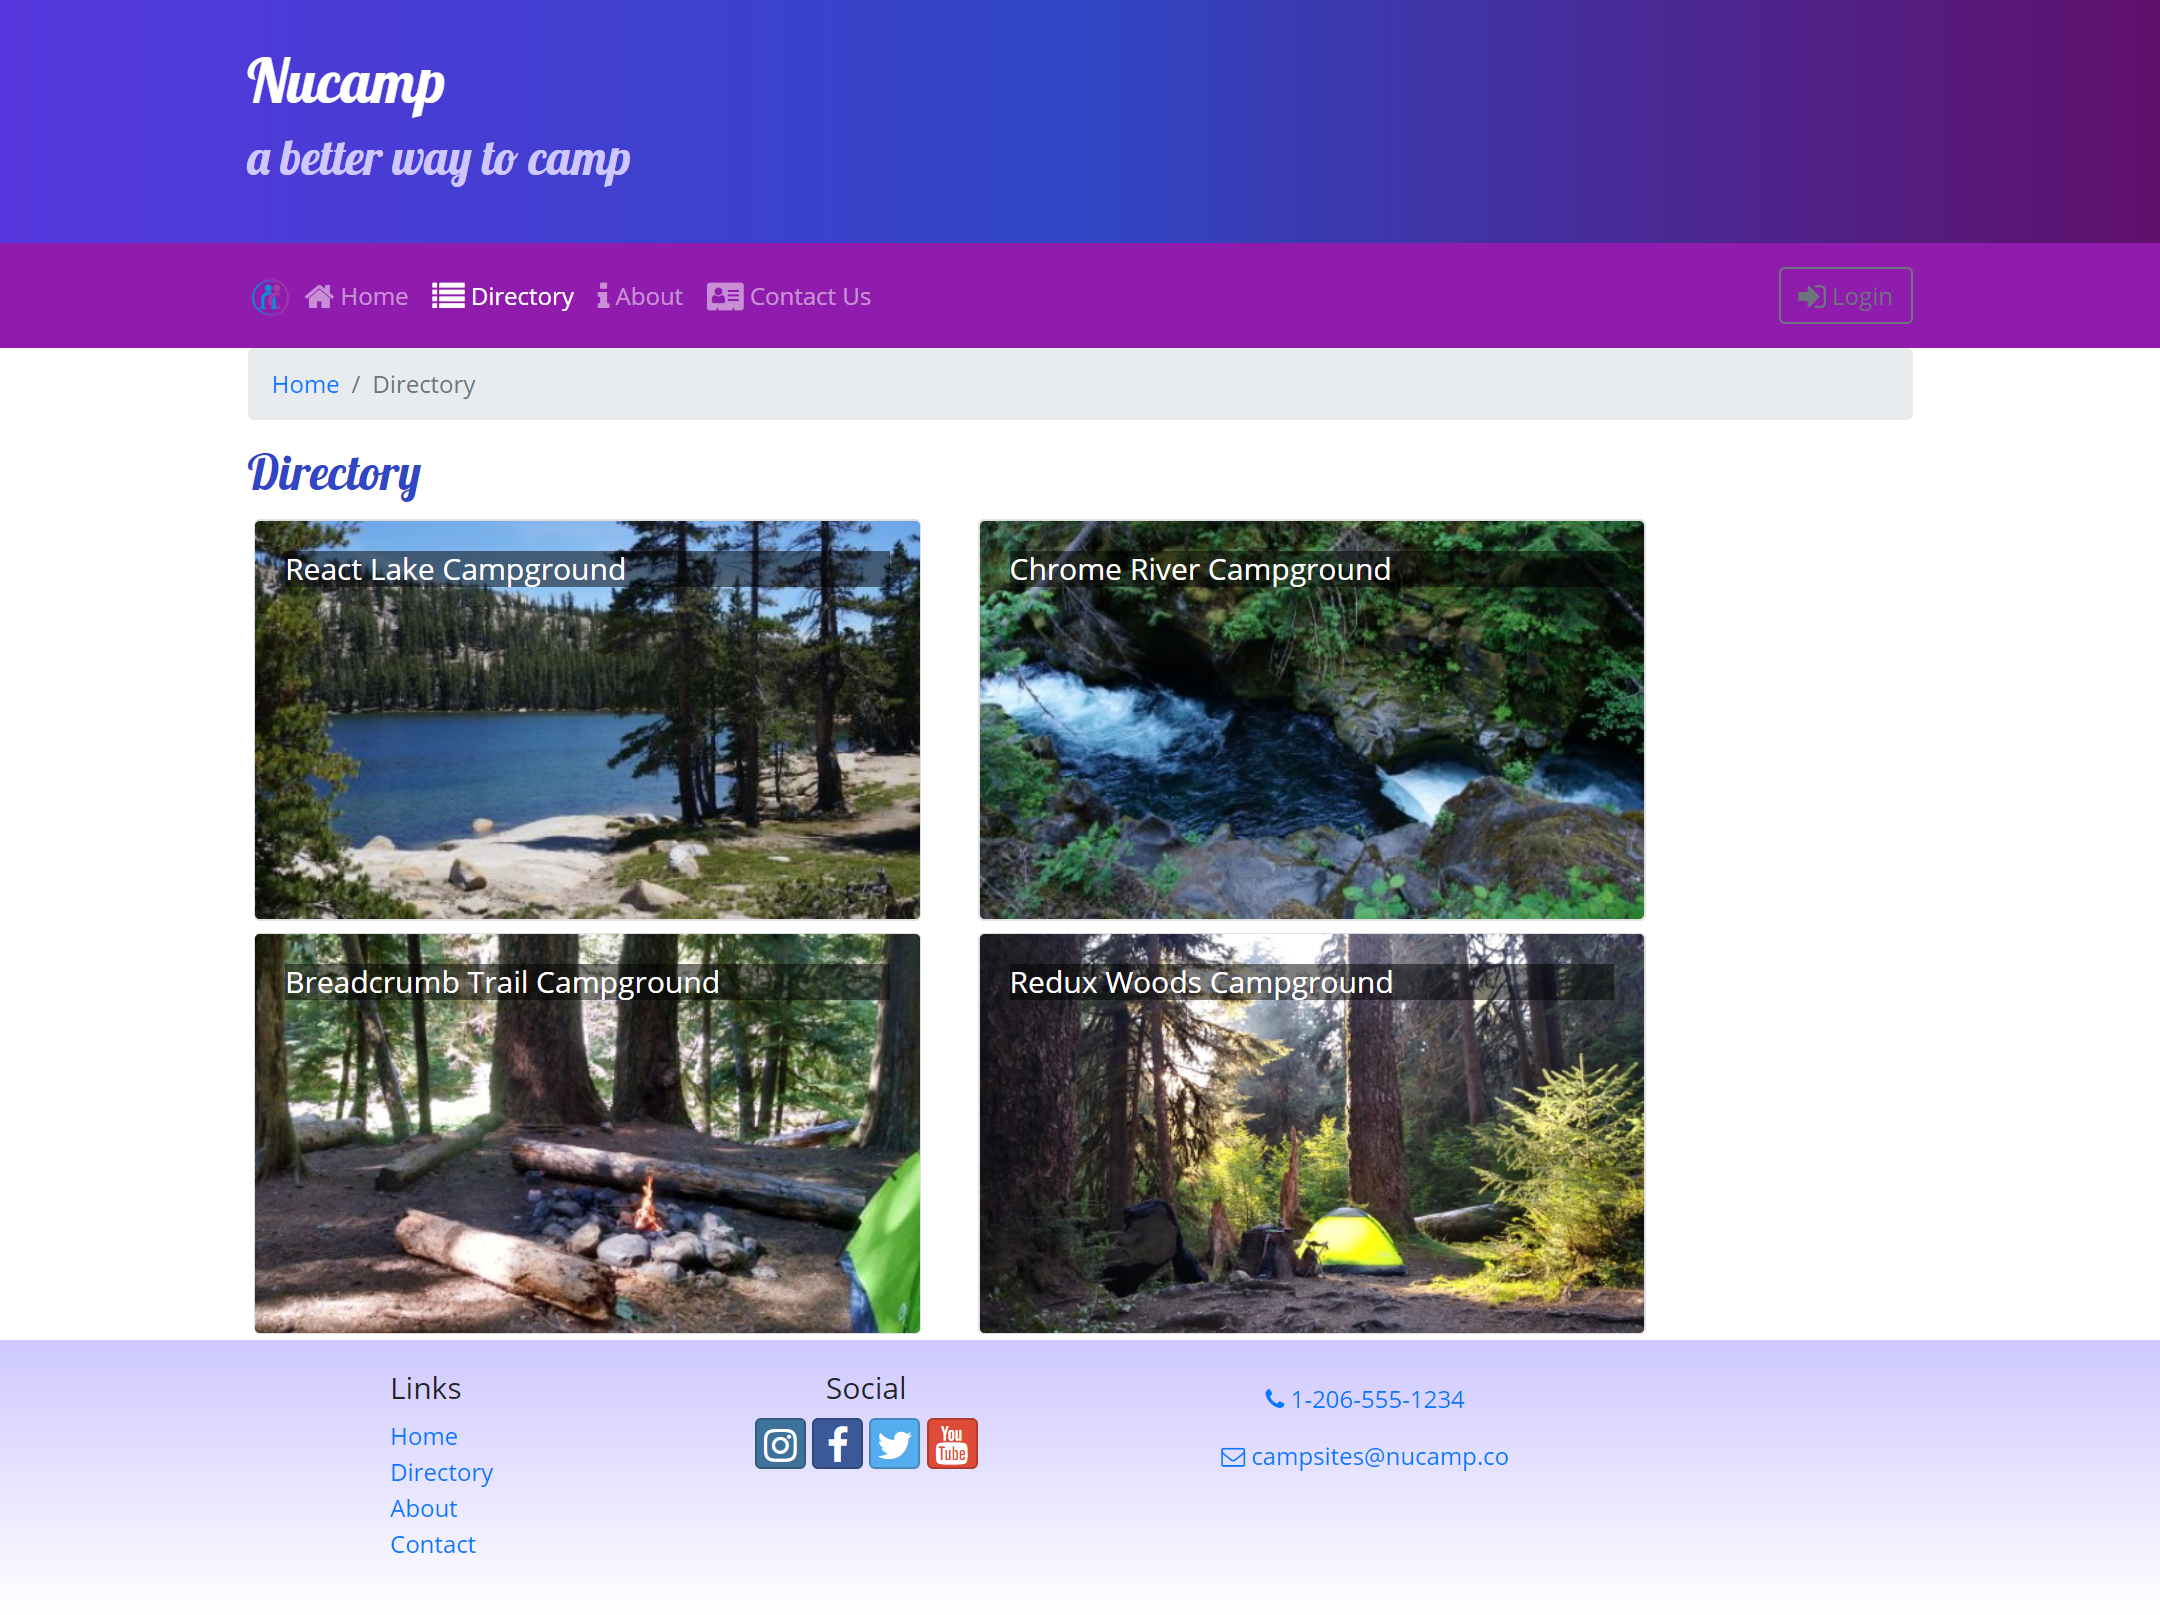 Nucamp
a better way to camp
Home Directory About Contact Us Login
Home / Directory
Directory
React Lake Campground
Chrome River Campground
Breadcrumb Trail Campground
Redux Woods Campground
Links
Home
Directory
About
Contact
Social
You
Tube
1-206-555-1234
campsites@nucamp.co